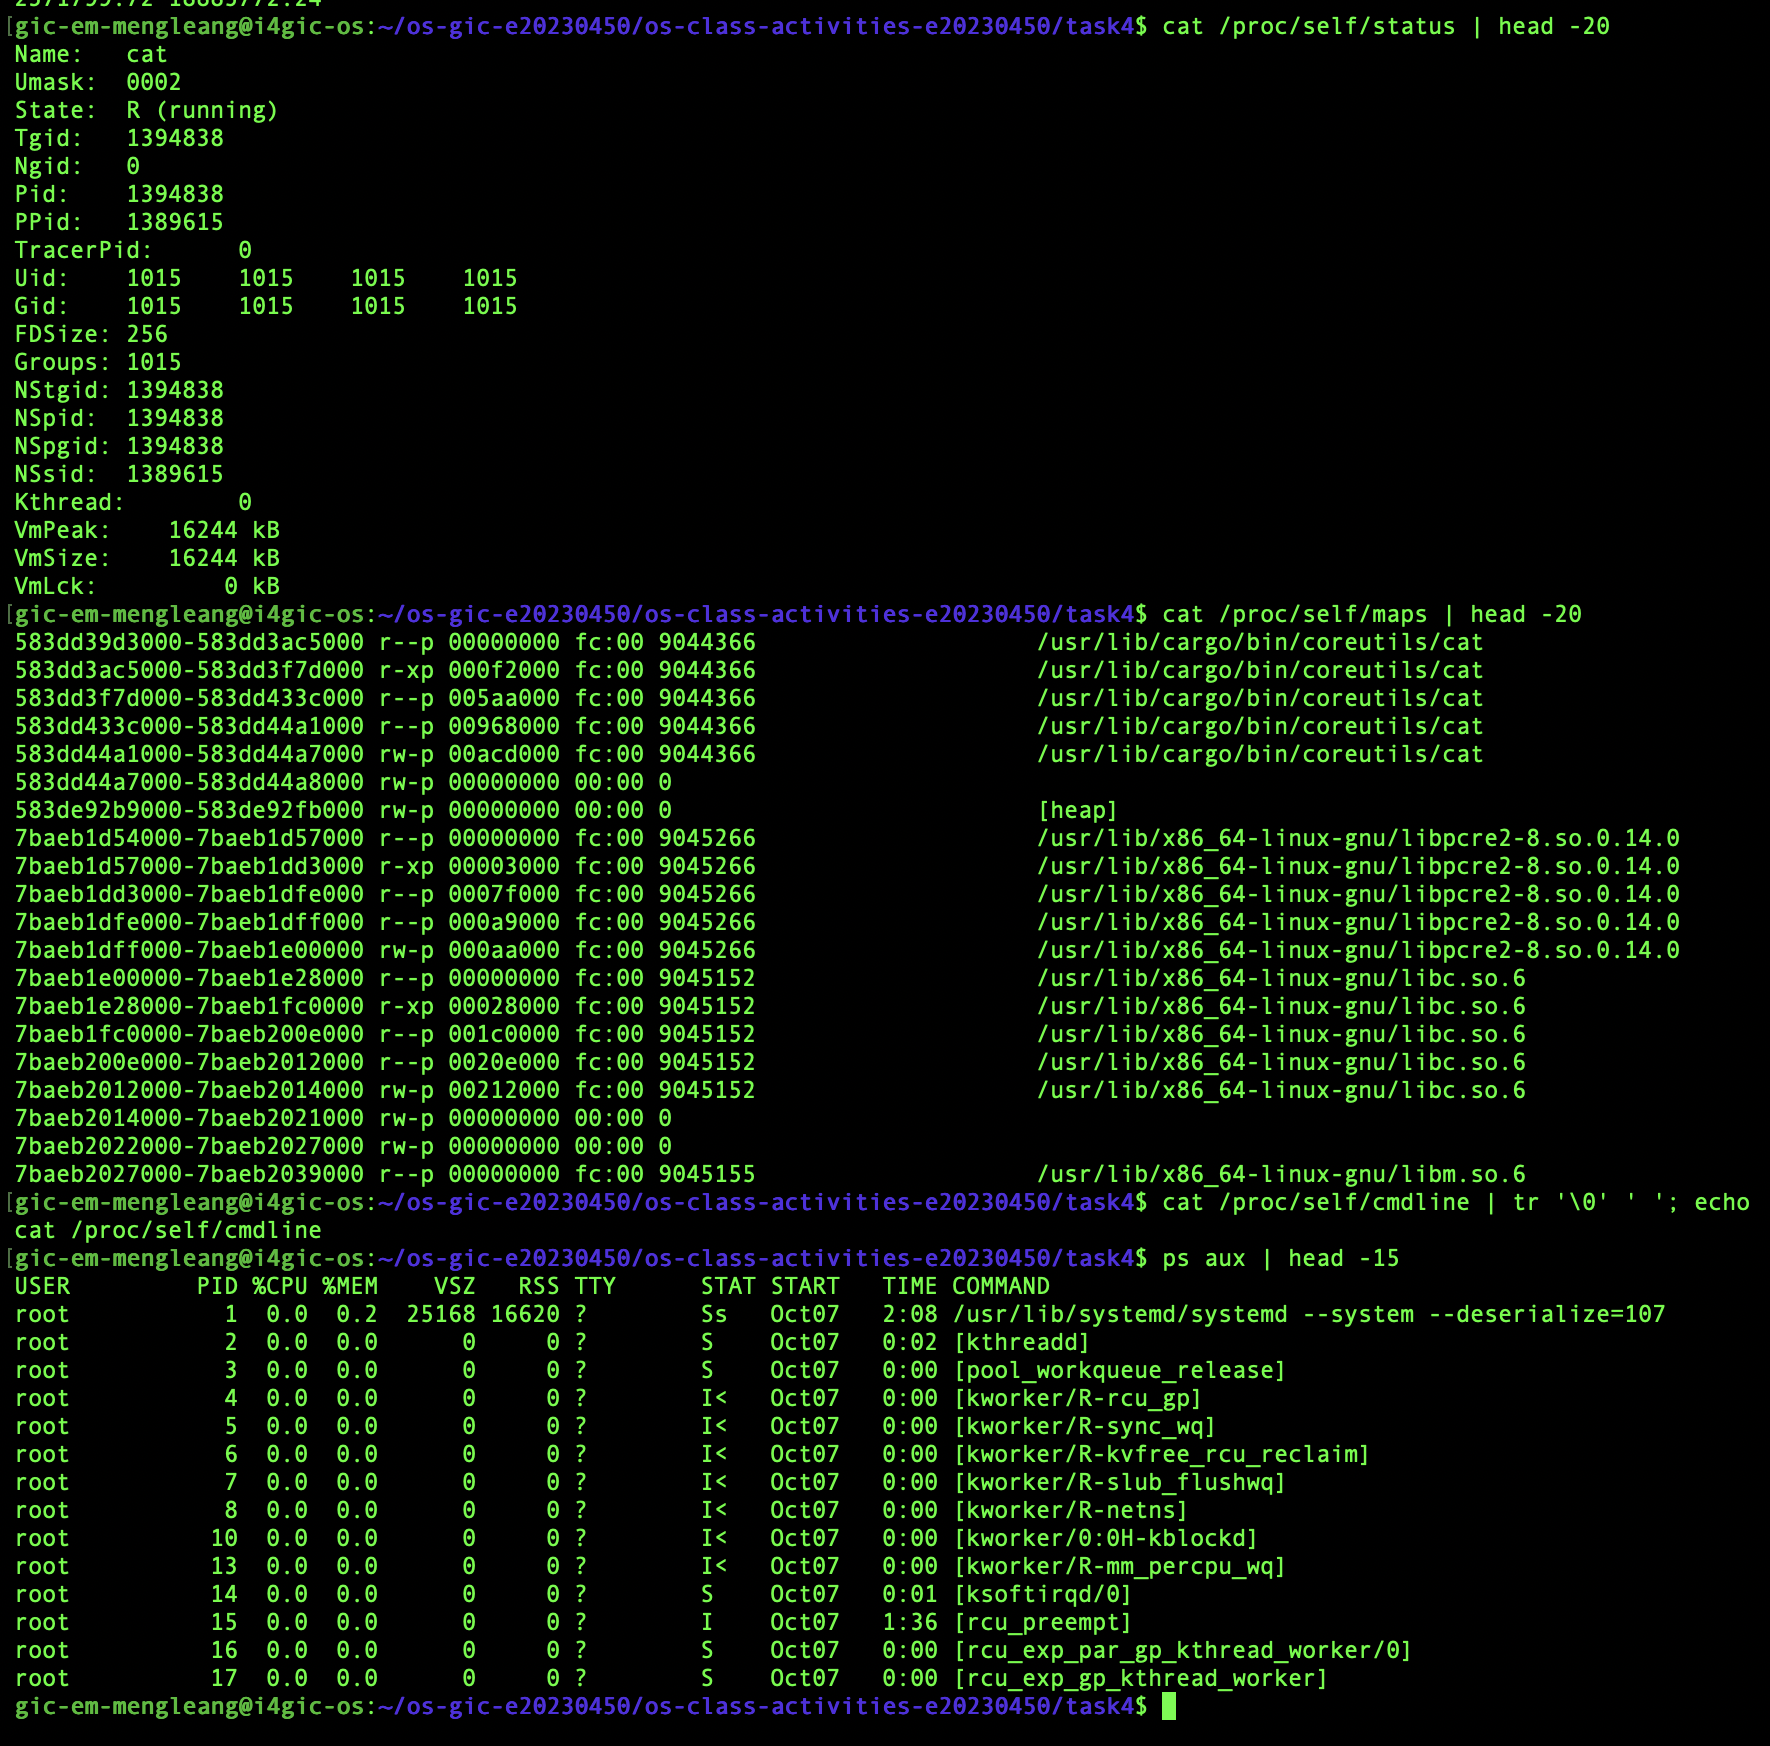 2371799.72 18885772.24
[gic-em-mengleang@i4gic-os:~/os-gic-e20230450/os-class-activities-e20230450/task4$ cat /proc/self/status | head -20
Name:   cat
Umask:  0002
State:  R (running)
Tgid:   1394838
Ngid:   0
Pid:    1394838
PPid:   1389615
TracerPid:      0
Uid:    1015    1015    1015    1015
Gid:    1015    1015    1015    1015
FDSize: 256
Groups: 1015
NStgid: 1394838
NSpid:  1394838
NSpgid: 1394838
NSsid:  1389615
Kthread:        0
VmPeak:    16244 kB
VmSize:    16244 kB
VmLck:         0 kB
[gic-em-mengleang@i4gic-os:~/os-gic-e20230450/os-class-activities-e20230450/task4$ cat /proc/self/maps | head -20
583dd39d3000-583dd3ac5000 r--p 00000000 fc:00 9044366                    /usr/lib/cargo/bin/coreutils/cat
583dd3ac5000-583dd3f7d000 r-xp 000f2000 fc:00 9044366                    /usr/lib/cargo/bin/coreutils/cat
583dd3f7d000-583dd433c000 r--p 005aa000 fc:00 9044366                    /usr/lib/cargo/bin/coreutils/cat
583dd433c000-583dd44a1000 r--p 00968000 fc:00 9044366                    /usr/lib/cargo/bin/coreutils/cat
583dd44a1000-583dd44a7000 rw-p 00acd000 fc:00 9044366                    /usr/lib/cargo/bin/coreutils/cat
583dd44a7000-583dd44a8000 rw-p 00000000 00:00 0
583de92b9000-583de92fb000 rw-p 00000000 00:00 0                          [heap]
7baeb1d54000-7baeb1d57000 r--p 00000000 fc:00 9045266                    /usr/lib/x86_64-linux-gnu/libpcre2-8.so.0.14.0
7baeb1d57000-7baeb1dd3000 r-xp 00003000 fc:00 9045266                    /usr/lib/x86_64-linux-gnu/libpcre2-8.so.0.14.0
7baeb1dd3000-7baeb1dfe000 r--p 0007f000 fc:00 9045266                    /usr/lib/x86_64-linux-gnu/libpcre2-8.so.0.14.0
7baeb1dfe000-7baeb1dff000 r--p 000a9000 fc:00 9045266                    /usr/lib/x86_64-linux-gnu/libpcre2-8.so.0.14.0
7baeb1dff000-7baeb1e00000 rw-p 000aa000 fc:00 9045266                    /usr/lib/x86_64-linux-gnu/libpcre2-8.so.0.14.0
7baeb1e00000-7baeb1e28000 r--p 00000000 fc:00 9045152                    /usr/lib/x86_64-linux-gnu/libc.so.6
7baeb1e28000-7baeb1fc0000 r-xp 00028000 fc:00 9045152                    /usr/lib/x86_64-linux-gnu/libc.so.6
7baeb1fc0000-7baeb200e000 r--p 001c0000 fc:00 9045152                    /usr/lib/x86_64-linux-gnu/libc.so.6
7baeb200e000-7baeb2012000 r--p 0020e000 fc:00 9045152                    /usr/lib/x86_64-linux-gnu/libc.so.6
7baeb2012000-7baeb2014000 rw-p 00212000 fc:00 9045152                    /usr/lib/x86_64-linux-gnu/libc.so.6
7baeb2014000-7baeb2021000 rw-p 00000000 00:00 0
7baeb2022000-7baeb2027000 rw-p 00000000 00:00 0
7baeb2027000-7baeb2039000 r--p 00000000 fc:00 9045155                    /usr/lib/x86_64-linux-gnu/libm.so.6
[gic-em-mengleang@i4gic-os:~/os-gic-e20230450/os-class-activities-e20230450/task4$ cat /proc/self/cmdline | tr '\0' ' '; echo
cat /proc/self/cmdline
[gic-em-mengleang@i4gic-os:~/os-gic-e20230450/os-class-activities-e20230450/task4$ ps aux | head -15
USER         PID %CPU %MEM    VSZ   RSS TTY      STAT START   TIME COMMAND
root           1  0.0  0.2  25168 16620 ?        Ss   Oct07   2:08 /usr/lib/systemd/systemd --system --deserialize=107
root           2  0.0  0.0      0     0 ?        S    Oct07   0:02 [kthreadd]
root           3  0.0  0.0      0     0 ?        S    Oct07   0:00 [pool_workqueue_release]
root           4  0.0  0.0      0     0 ?        I<   Oct07   0:00 [kworker/R-rcu_gp]
root           5  0.0  0.0      0     0 ?        I<   Oct07   0:00 [kworker/R-sync_wq]
root           6  0.0  0.0      0     0 ?        I<   Oct07   0:00 [kworker/R-kvfree_rcu_reclaim]
root           7  0.0  0.0      0     0 ?        I<   Oct07   0:00 [kworker/R-slub_flushwq]
root           8  0.0  0.0      0     0 ?        I<   Oct07   0:00 [kworker/R-netns]
root          10  0.0  0.0      0     0 ?        I<   Oct07   0:00 [kworker/0:0H-kblockd]
root          13  0.0  0.0      0     0 ?        I<   Oct07   0:00 [kworker/R-mm_percpu_wq]
root          14  0.0  0.0      0     0 ?        S    Oct07   0:01 [ksoftirqd/0]
root          15  0.0  0.0      0     0 ?        I    Oct07   1:36 [rcu_preempt]
root          16  0.0  0.0      0     0 ?        S    Oct07   0:00 [rcu_exp_par_gp_kthread_worker/0]
root          17  0.0  0.0      0     0 ?        S    Oct07   0:00 [rcu_exp_gp_kthread_worker]
gic-em-mengleang@i4gic-os:~/os-gic-e20230450/os-class-activities-e20230450/task4$